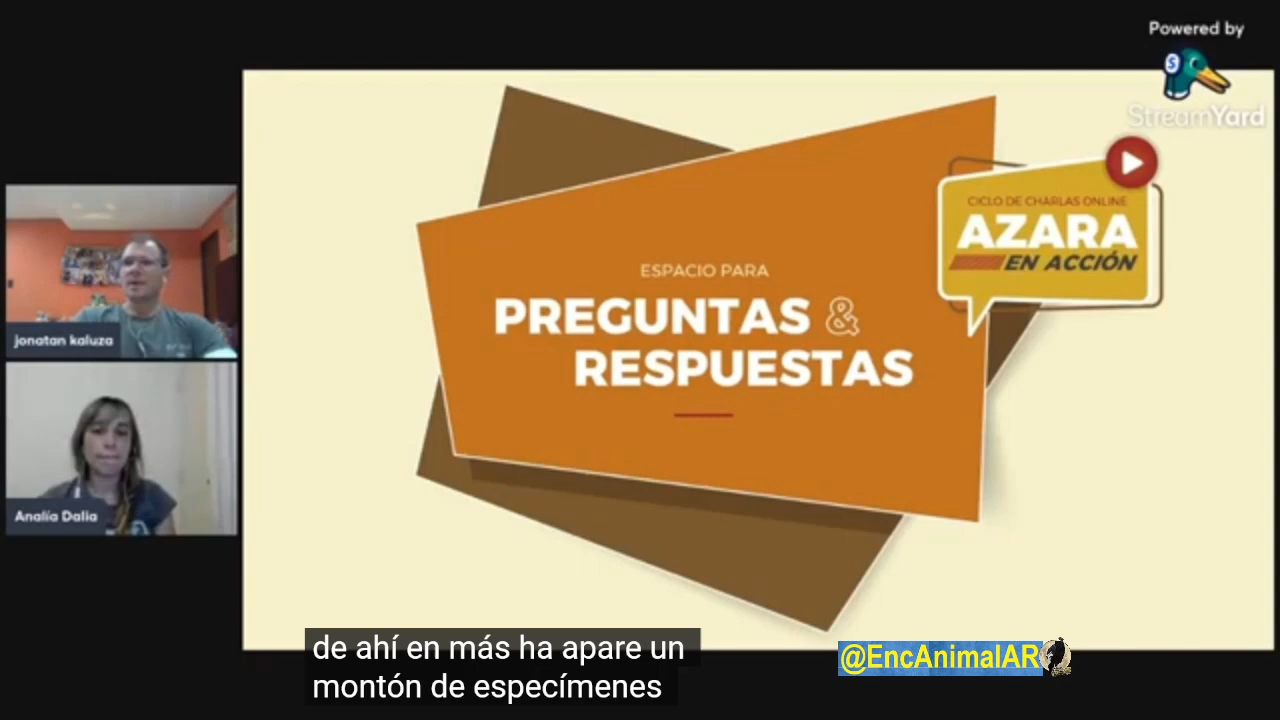 Powered by
StreamYard
CICLO DE CHARLAS ONLINE
AZARA
EN ACCIÓN
ESPACIO PARA
PREGUNTAS &
RESPUESTAS
jonatan kaluza
Analía Dalia
de ahí en más ha apare un
montón de especímenes
@EncAnimalAR